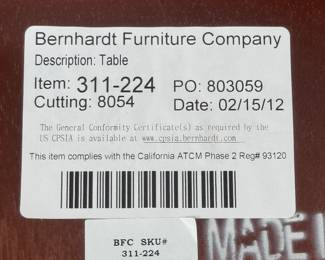 Bernhardt Furniture Company
Description: Table
Item: 311-224 PO: 803059
Cutting: 8054 Date: 02/15/12
The General Conformity Certificate(s) as required by the
US CPSIA is available at www.cpsia.bernhardt.com
This item complies with the California ATCM Phase 2 Reg# 93120
BFC SKU#
311-224
MADE